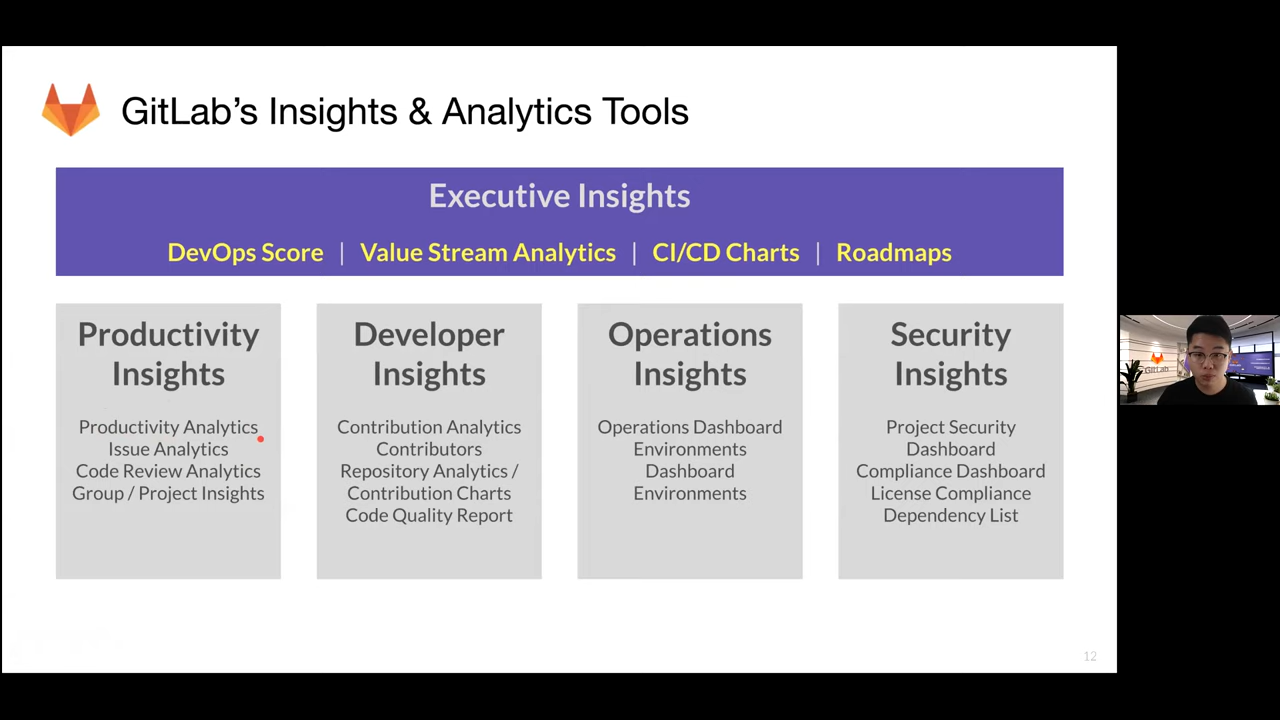 GitLab's Insights & Analytics Tools
Executive Insights
DevOps Score | Value Stream Analytics | CI/CD Charts | Roadmaps
Productivity
Insights
Productivity Analytics
Issue Analytics
Code Review Analytics
Group / Project Insights
Developer
Insights
Contribution Analytics
Contributors
Repository Analytics /
Contribution Charts
Code Quality Report
Operations
Insights
Operations Dashboard
Environments
Dashboard
Environments
Security
Insights
Project Security
Dashboard
Compliance Dashboard
License Compliance
Dependency List
12
GitLab